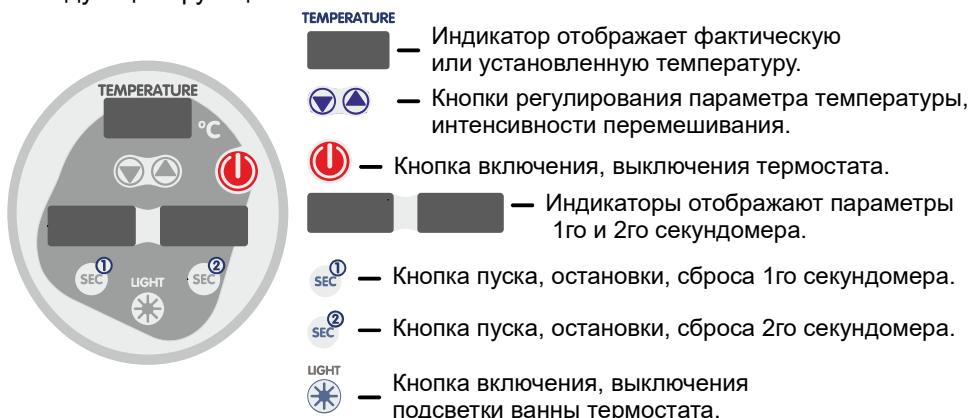 TEMPERATURE
Индикатор отображает фактическую
или установленную температуру.
Кнопки регулирования параметра температуры,
интенсивности перемешивания.
Кнопка включения, выключения термостата.
Индикаторы отображают параметры
1го и 2го секундомера.
SEC 1
Кнопка пуска, остановки, сброса 1го секундомера.
SEC 2
Кнопка пуска, остановки, сброса 2го секундомера.
LIGHT
Кнопка включения, выключения
подсветки ванны термостата.
TEMPERATURE
°C
SEC 1
LIGHT
SEC 2